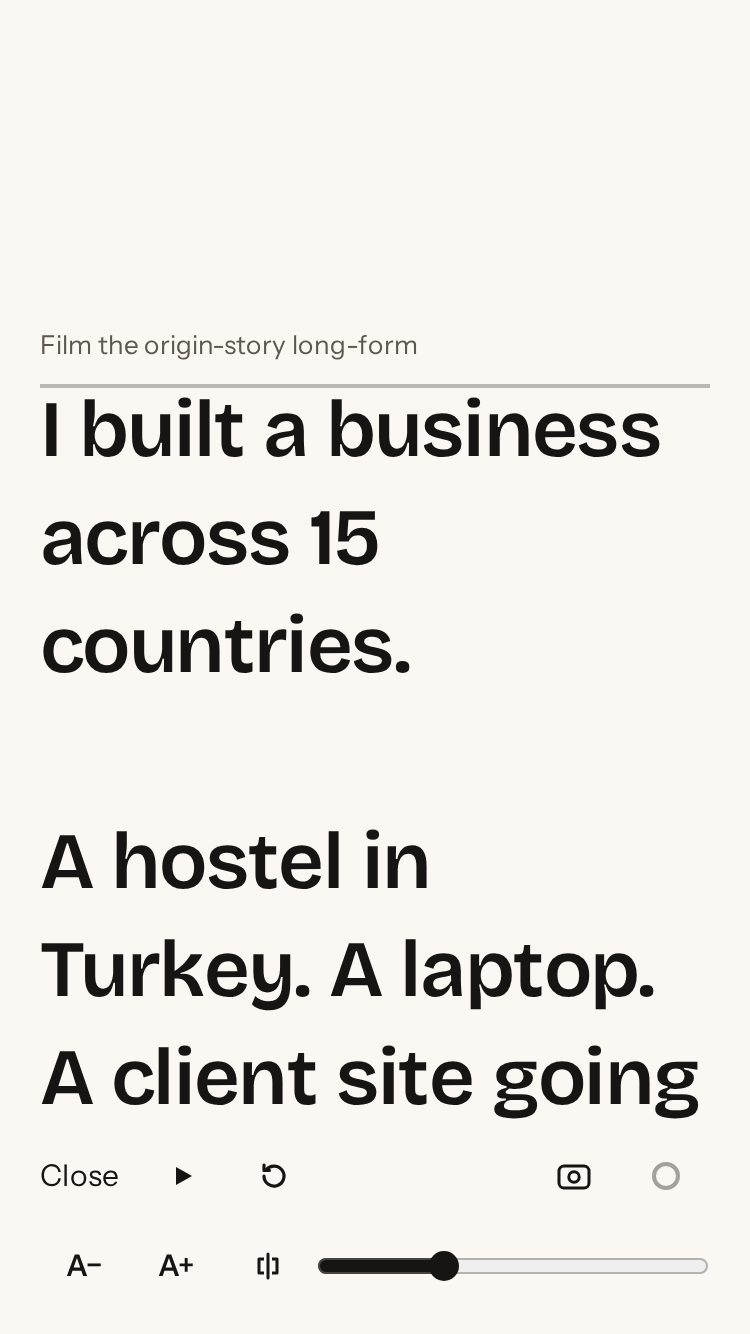 Film the origin-story long-form
I built a business
across 15
countries.
A hostel in
Turkey. A laptop.
A client site going
Close
A− A+